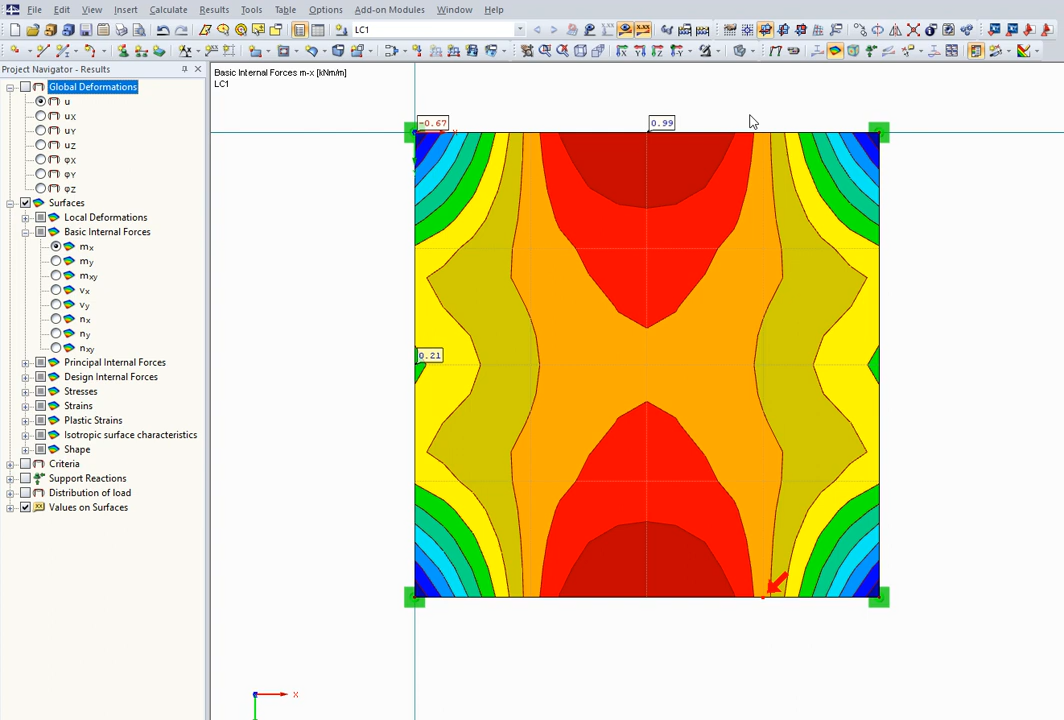 File Edit View Insert Calculate Results Tools Table Options Add-on Modules Window Help
LC1
Project Navigator - Results
Global Deformations
u
uX
uY
uZ
φX
φY
φZ
Surfaces
Local Deformations
Basic Internal Forces
mx
my
mxy
vx
vy
nx
ny
nxy
Principal Internal Forces
Design Internal Forces
Stresses
Strains
Plastic Strains
Isotropic surface characteristics
Shape
Criteria
Support Reactions
Distribution of load
Values on Surfaces
Basic Internal Forces m-x [kNm/m]
LC1
-0.67
x
0.99
0.21
x